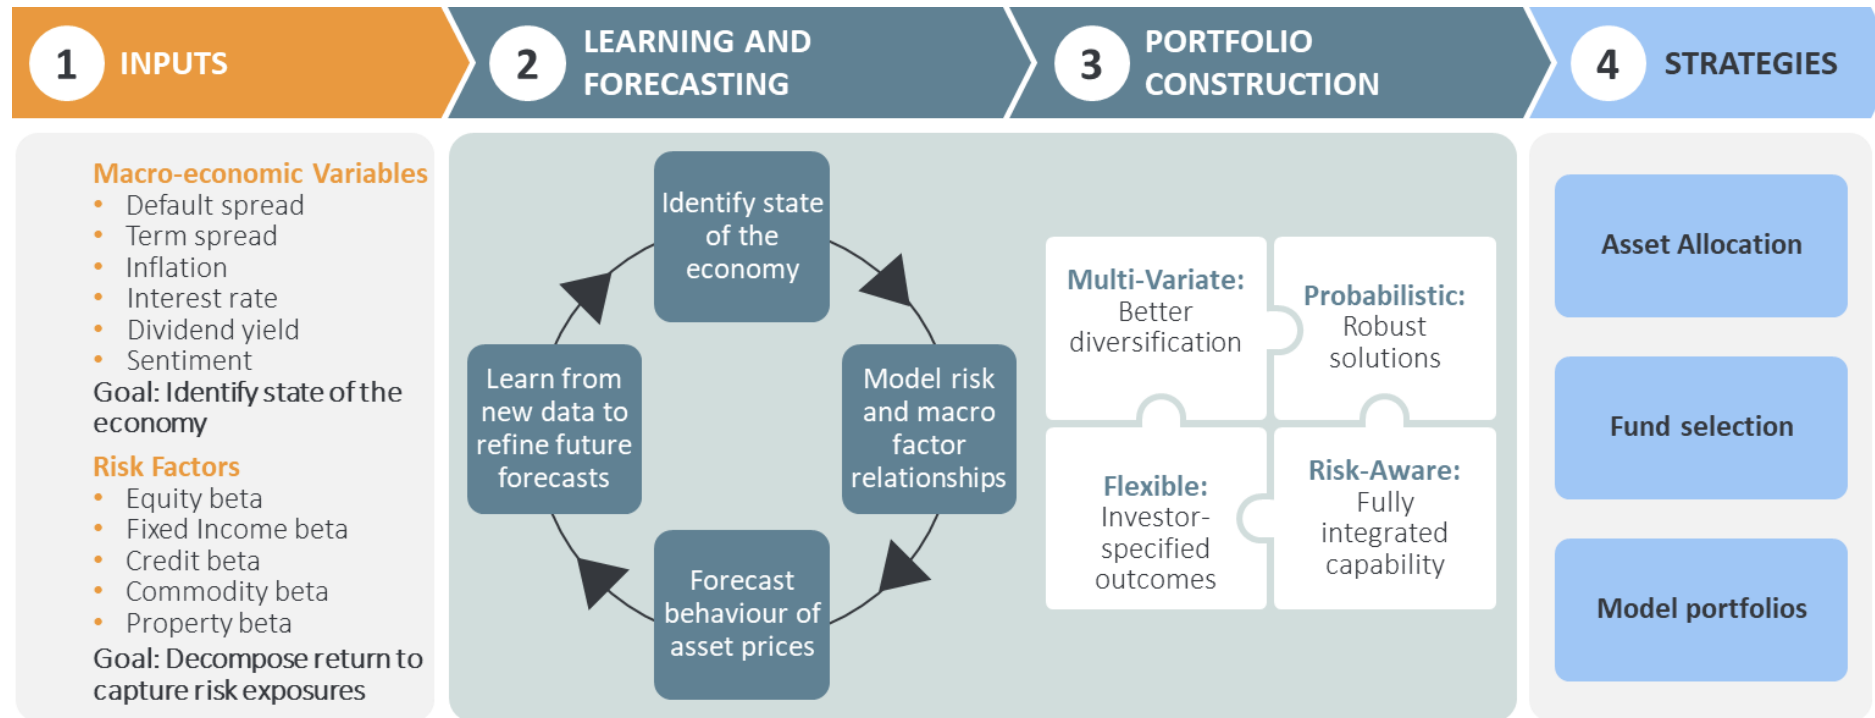 1 INPUTS
2 LEARNING AND
FORECASTING
3 PORTFOLIO
CONSTRUCTION
4 STRATEGIES
Macro-economic Variables
• Default spread
• Term spread
• Inflation
• Interest rate
• Dividend yield
• Sentiment
Goal: Identify state of the
economy
Risk Factors
• Equity beta
• Fixed Income beta
• Credit beta
• Commodity beta
• Property beta
Goal: Decompose return to
capture risk exposures
Identify state
of the
economy
Model risk
and macro
factor
relationships
Forecast
behaviour of
asset prices
Learn from
new data to
refine future
forecasts
Multi-Variate:
Better
diversification
Probabilistic:
Robust
solutions
Flexible:
Investor-
specified
outcomes
Risk-Aware:
Fully
integrated
capability
Asset Allocation
Fund selection
Model portfolios